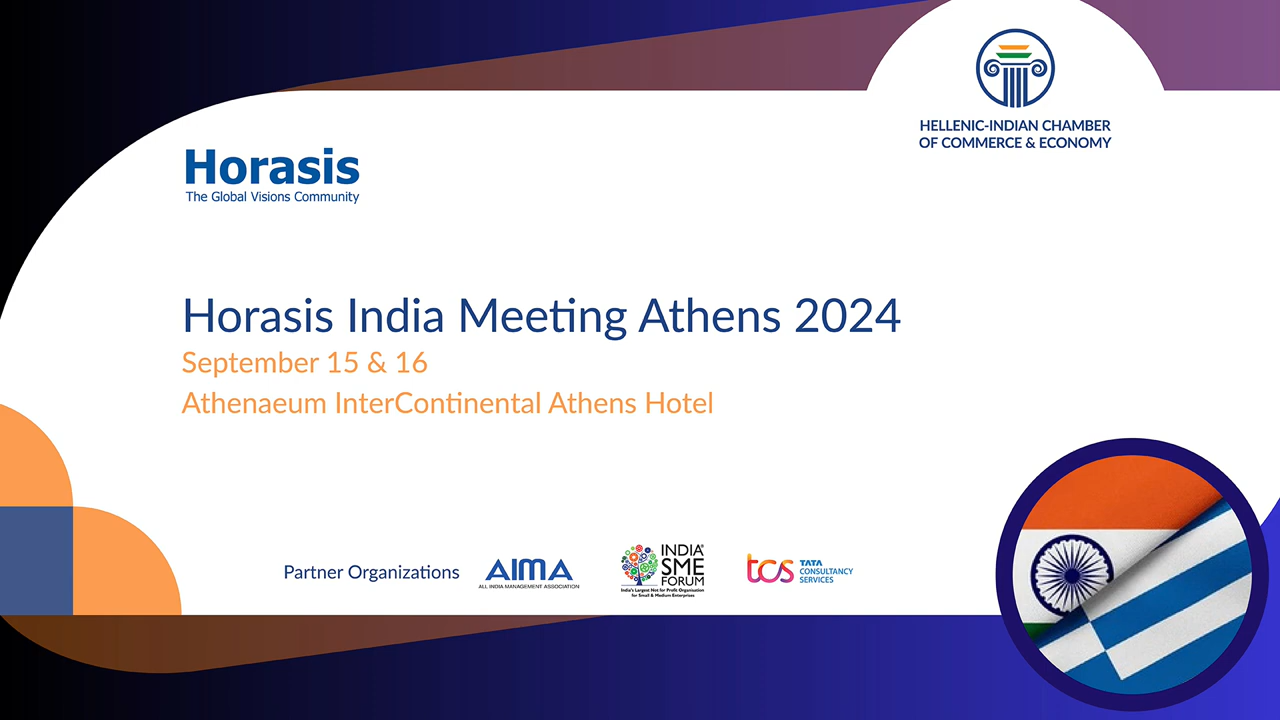 HELLENIC-INDIAN CHAMBER
OF COMMERCE & ECONOMY
Horasis
The Global Visions Community
Horasis India Meeting Athens 2024
September 15 & 16
Athenaeum InterContinental Athens Hotel
Partner Organizations
AIMA
ALL INDIA MANAGEMENT ASSOCIATION
INDIA®
SME
FORUM
India's Largest Not for Profit Organisation
for Small & Medium Enterprises
tcs
TATA
CONSULTANCY
SERVICES